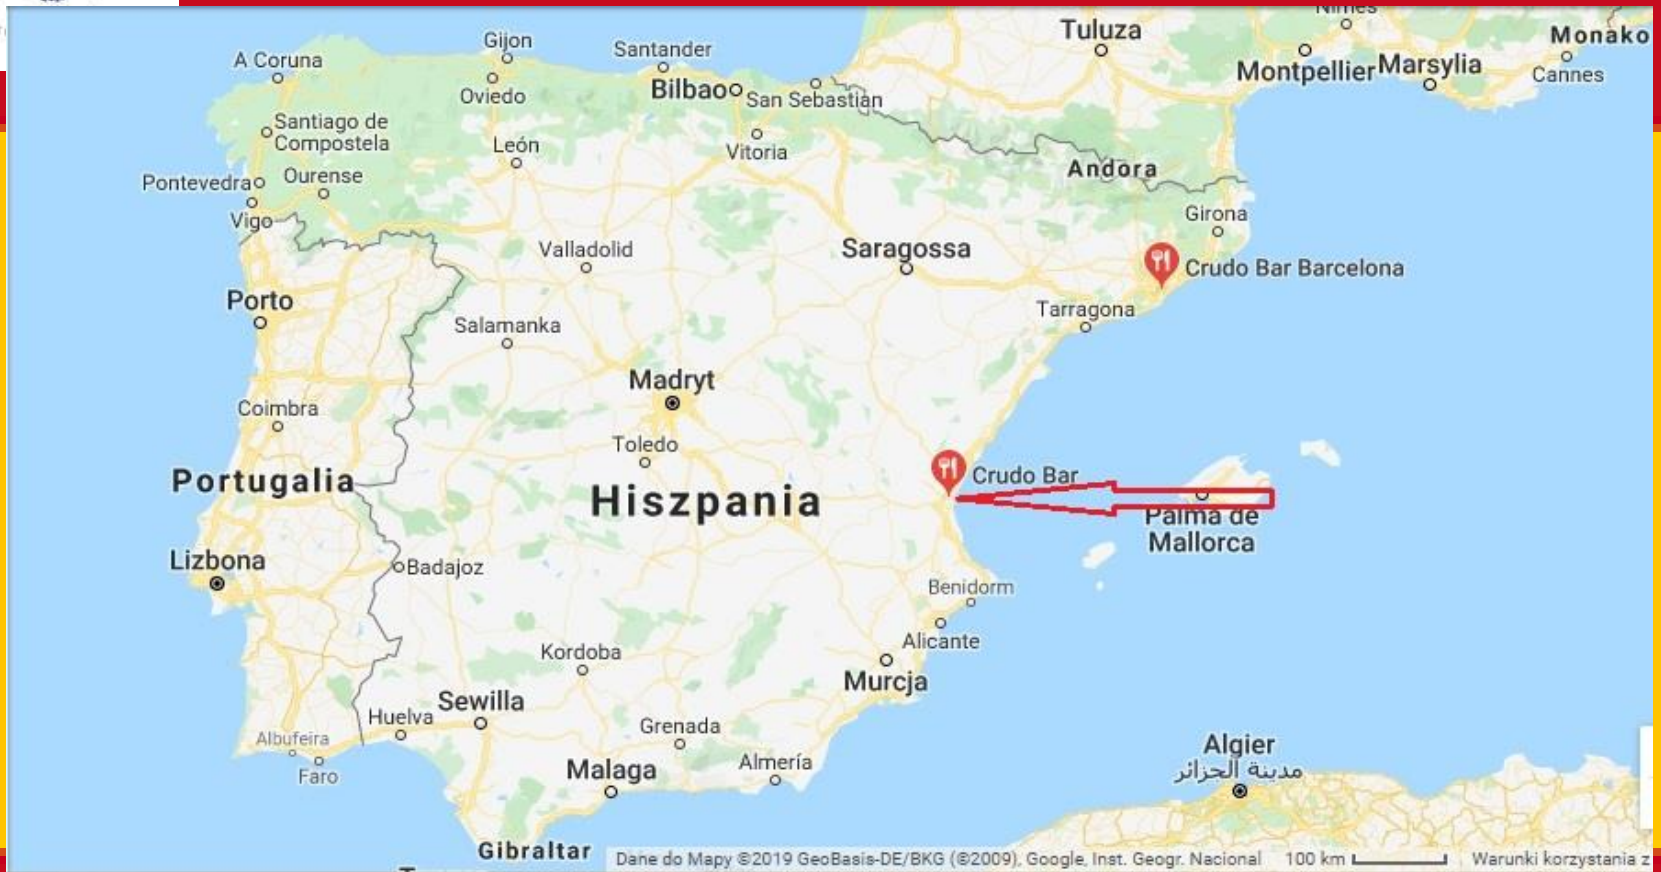 Nimes
Tuluza
Monako
Gijon
Santander
A Coruna
Montpellier
Marsylia
Cannes
Bilbao
San Sebastian
Oviedo
Santiago de
Compostela
León
Vitoria
Andora
Pontevedra
Ourense
Vigo
Girona
Valladolid
Saragossa
Crudo Bar Barcelona
Porto
Tarragona
Salamanka
Madryt
Coimbra
Toledo
Crudo Bar
Portugalia
Hiszpania
Palma de
Mallorca
Lizbona
Badajoz
Benidorm
Alicante
Kordoba
Murcja
Sewilla
Huelva
Grenada
Albufeira
Faro
Malaga
Almería
Algier
مدينة الجزائر
Gibraltar
Dane do Mapy ©2019 GeoBasis-DE/BKG (©2009), Google, Inst. Geogr. Nacional 100 km Warunki korzystania z